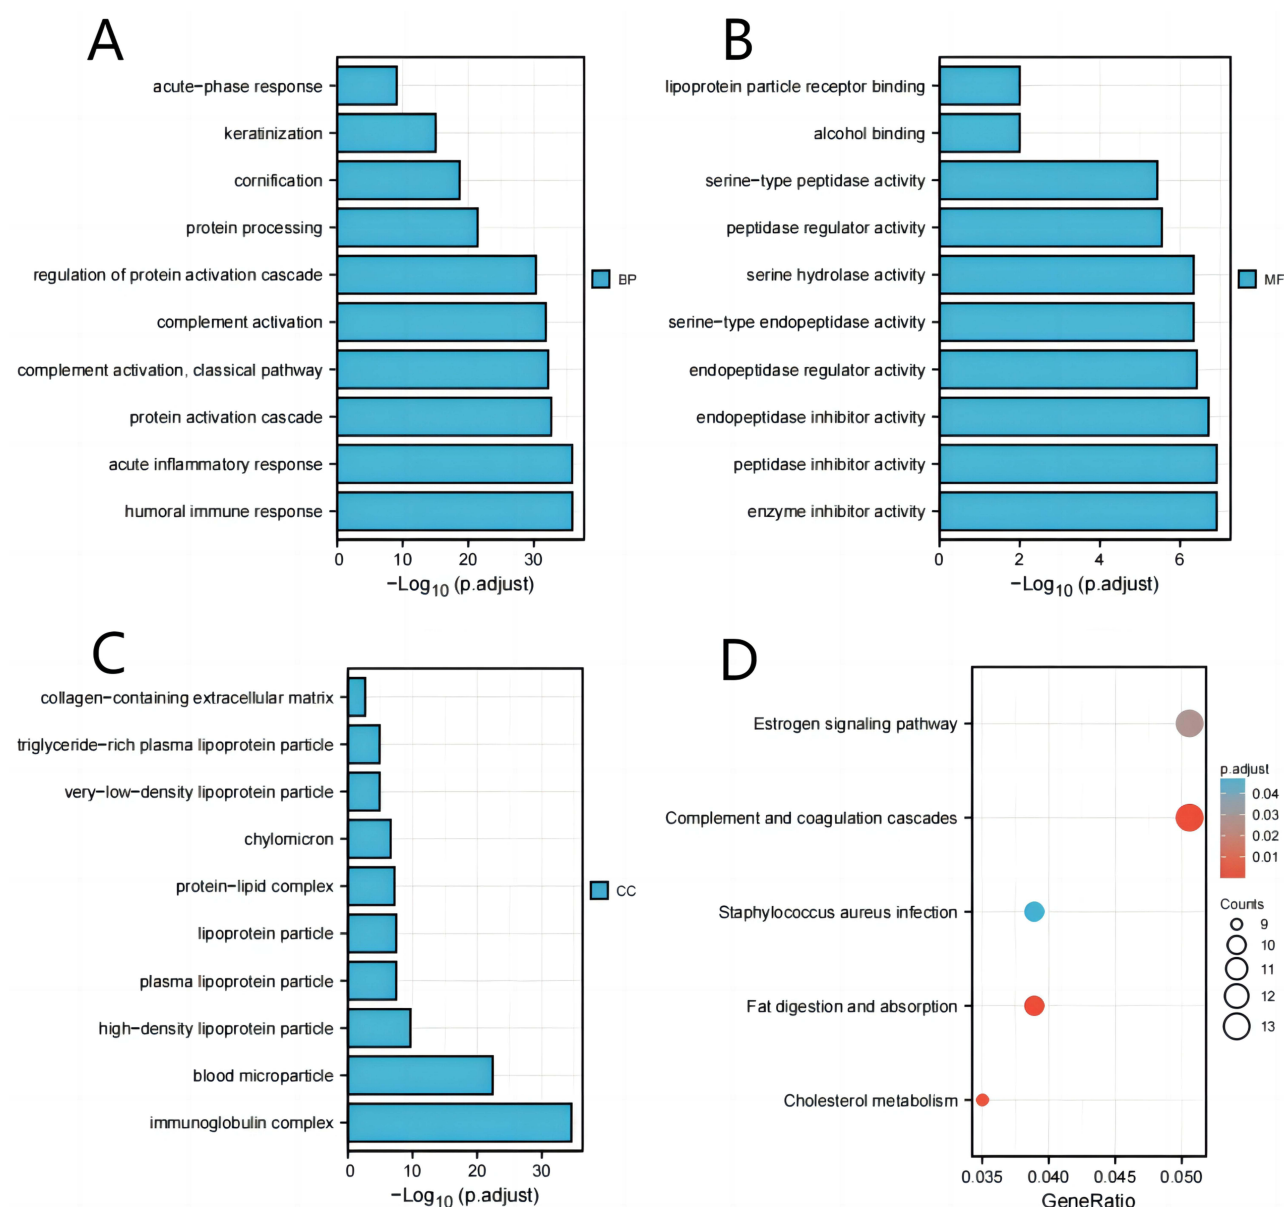 A
acute-phase response
keratinization
cornification
protein processing
regulation of protein activation cascade
complement activation
complement activation, classical pathway
protein activation cascade
acute inflammatory response
humoral immune response
0 10 20 30
-Log10 (p.adjust)
BP
B
lipoprotein particle receptor binding
alcohol binding
serine-type peptidase activity
peptidase regulator activity
serine hydrolase activity
serine-type endopeptidase activity
endopeptidase regulator activity
endopeptidase inhibitor activity
peptidase inhibitor activity
enzyme inhibitor activity
0 2 4 6
-Log10 (p.adjust)
MF
C
collagen-containing extracellular matrix
triglyceride-rich plasma lipoprotein particle
very-low-density lipoprotein particle
chylomicron
protein-lipid complex
lipoprotein particle
plasma lipoprotein particle
high-density lipoprotein particle
blood microparticle
immunoglobulin complex
0 10 20 30
-Log10 (p.adjust)
CC
D
Estrogen signaling pathway
Complement and coagulation cascades
Staphylococcus aureus infection
Fat digestion and absorption
Cholesterol metabolism
0.035 0.040 0.045 0.050
GeneRatio
p.adjust
0.04
0.03
0.02
0.01
Counts
9
10
11
12
13